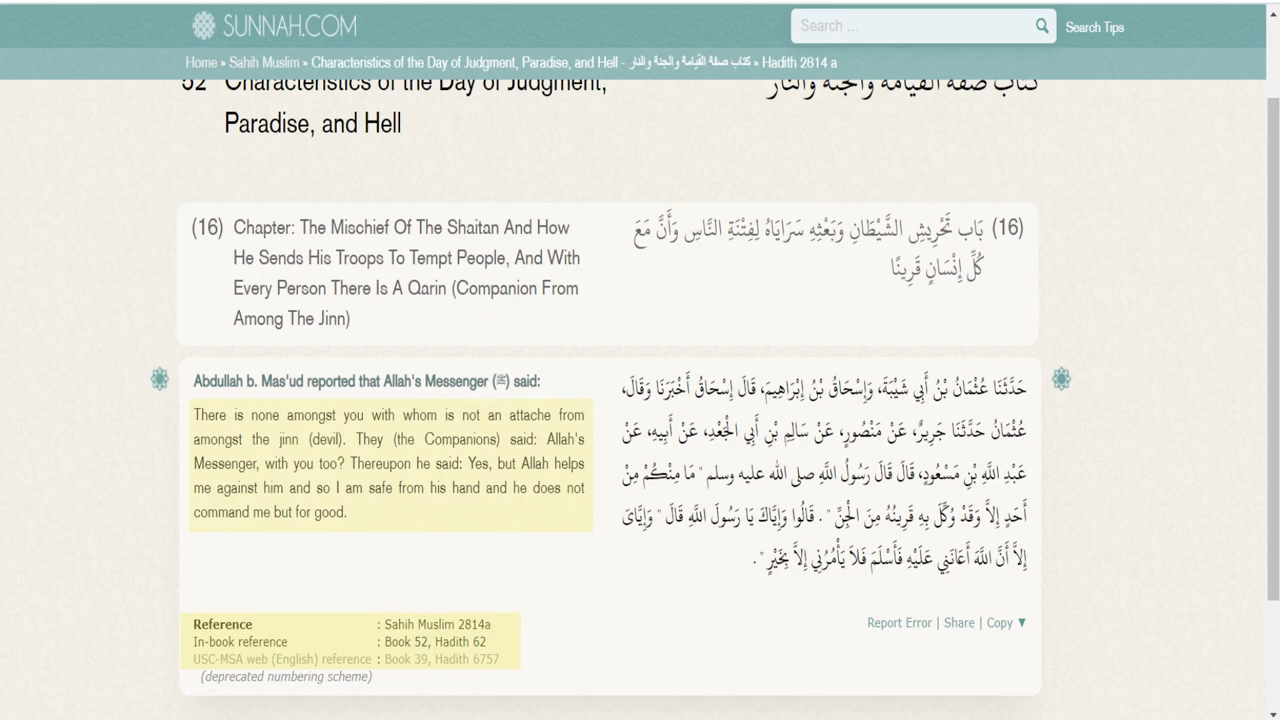 SUNNAH.COM
Search ...
Search Tips
Home » Sahih Muslim » Characteristics of the Day of Judgment, Paradise, and Hell - كتاب صفة القيامة والجنة والنار » Hadith 2814 a
52 Characteristics of the Day of Judgment,
Paradise, and Hell
كتاب صفة القيامة والجنة والنار
(16) Chapter: The Mischief Of The Shaitan And How
He Sends His Troops To Tempt People, And With
Every Person There Is A Qarin (Companion From
Among The Jinn)
(16) بَاب تَحْرِيشِ الشَّيْطَانِ وَبَعْثِهِ سَرَايَاهُ لِفِتْنَةِ النَّاسِ وَأَنَّ مَعَ
كُلِّ إِنْسَانٍ قَرِينًا
Abdullah b. Mas'ud reported that Allah's Messenger (ﷺ) said:
There is none amongst you with whom is not an attache from
amongst the jinn (devil). They (the Companions) said: Allah's
Messenger, with you too? Thereupon he said: Yes, but Allah helps
me against him and so I am safe from his hand and he does not
command me but for good.
حَدَّثَنَا عُثْمَانُ بْنُ أَبِي شَيْبَةَ، وَإِسْحَاقُ بْنُ إِبْرَاهِيمَ، قَالَ إِسْحَاقُ أَخْبَرَنَا وَقَالَ،
عُثْمَانُ حَدَّثَنَا جَرِيرٌ، عَنْ مَنْصُورٍ، عَنْ سَالِمِ بْنِ أَبِي الْجَعْدِ، عَنْ أَبِيهِ، عَنْ
عَبْدِ اللَّهِ بْنِ مَسْعُودٍ، قَالَ قَالَ رَسُولُ اللَّهِ صلى الله عليه وسلم ‏"‏ مَا مِنْكُمْ مِنْ
أَحَدٍ إِلاَّ وَقَدْ وُكِّلَ بِهِ قَرِينُهُ مِنَ الْجِنِّ ‏"‏ ‏.‏ قَالُوا وَإِيَّاكَ يَا رَسُولَ اللَّهِ قَالَ ‏"‏ وَإِيَّاىَ
إِلاَّ أَنَّ اللَّهَ أَعَانَنِي عَلَيْهِ فَأَسْلَمَ فَلاَ يَأْمُرُنِي إِلاَّ بِخَيْرٍ ‏"‏ ‏.‏
Reference : Sahih Muslim 2814a
In-book reference : Book 52, Hadith 62
USC-MSA web (English) reference : Book 39, Hadith 6757
(deprecated numbering scheme)
Report Error | Share | Copy ▼